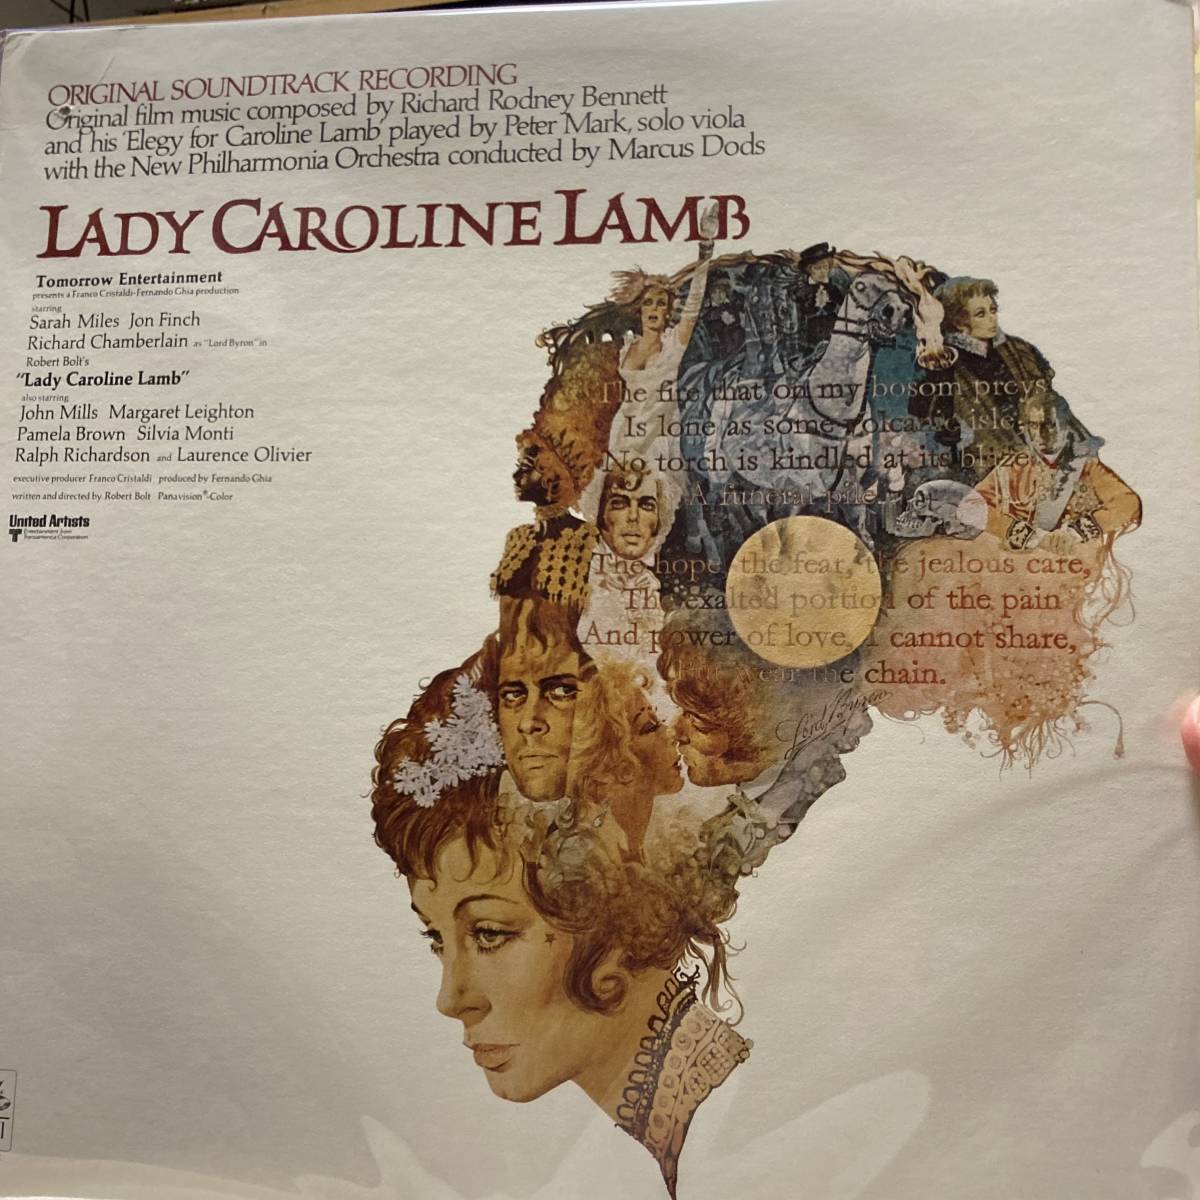 ORIGINAL SOUNDTRACK RECORDING
Original film music composed by Richard Rodney Bennett
and his 'Elegy for Caroline Lamb' played by Peter Mark, solo viola
with the New Philharmonia Orchestra conducted by Marcus Dods
LADY CAROLINE LAMB
Tomorrow Entertainment
presents a Franco Cristaldi-Fernando Ghia production
starring
Sarah Miles Jon Finch
Richard Chamberlain as "Lord Byron" in
Robert Bolt's
"Lady Caroline Lamb"
also starring
John Mills Margaret Leighton
Pamela Brown Silvia Monti
Ralph Richardson and Laurence Olivier
executive producer Franco Cristaldi produced by Fernando Ghia
written and directed by Robert Bolt Panavision®-Color
United Artists
Entertainment from
Transamerica Corporation
The fire that on my bosom preys
Is lone as some volcanic isle
No torch is kindled at its blaze
A funeral pile.
The hope, the fear, the jealous care,
The exalted portion of the pain
And power of love, I cannot share,
But wear the chain.
Lord Byron